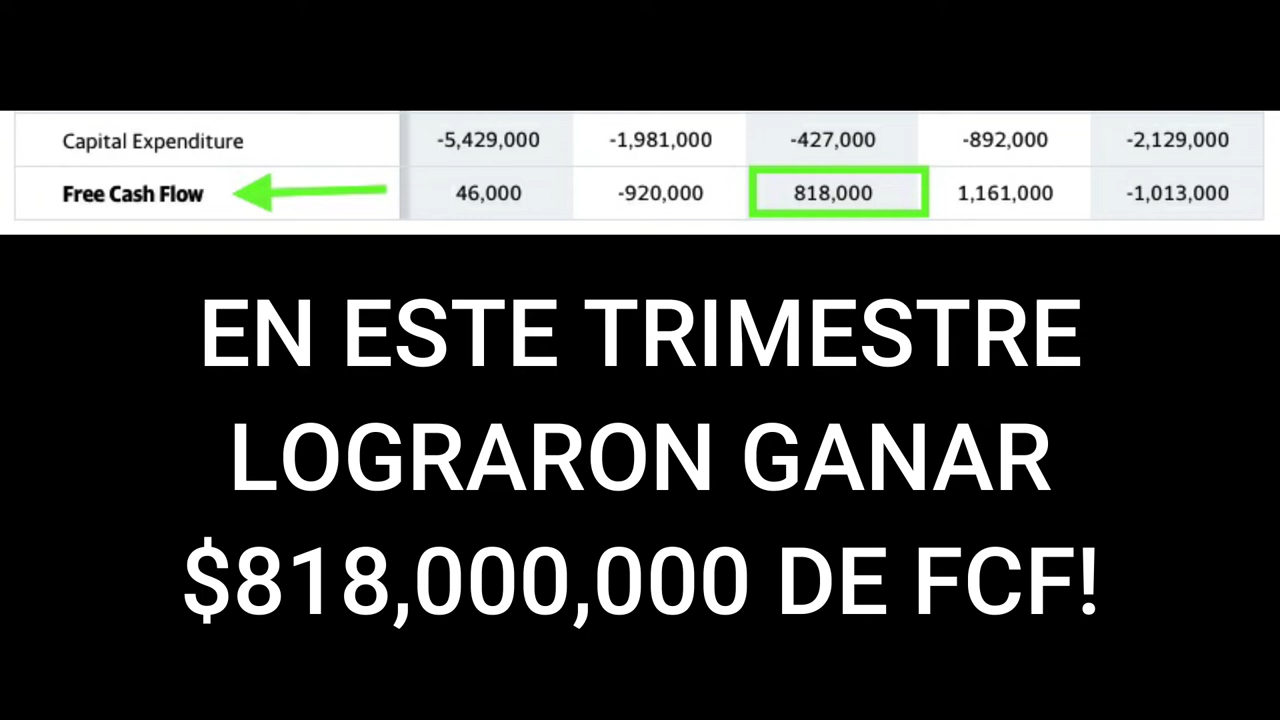 Capital Expenditure -5,429,000 -1,981,000 -427,000 -892,000 -2,129,000
Free Cash Flow 46,000 -920,000 818,000 1,161,000 -1,013,000
EN ESTE TRIMESTRE
LOGRARON GANAR
$818,000,000 DE FCF!